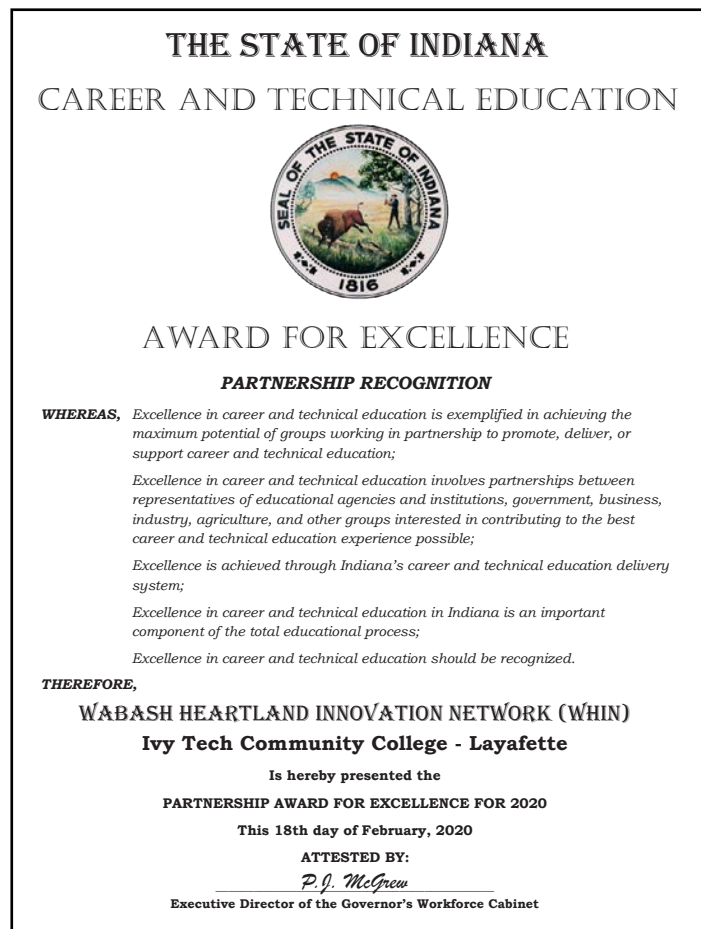 THE STATE OF INDIANA
CAREER AND TECHNICAL EDUCATION
SEAL OF THE STATE OF INDIANA
1816
AWARD FOR EXCELLENCE
PARTNERSHIP RECOGNITION
WHEREAS, Excellence in career and technical education is exemplified in achieving the
maximum potential of groups working in partnership to promote, deliver, or
support career and technical education;
Excellence in career and technical education involves partnerships between
representatives of educational agencies and institutions, government, business,
industry, agriculture, and other groups interested in contributing to the best
career and technical education experience possible;
Excellence is achieved through Indiana's career and technical education delivery
system;
Excellence in career and technical education in Indiana is an important
component of the total educational process;
Excellence in career and technical education should be recognized.
THEREFORE,
WABASH HEARTLAND INNOVATION NETWORK (WHIN)
Ivy Tech Community College - Layafette
Is hereby presented the
PARTNERSHIP AWARD FOR EXCELLENCE FOR 2020
This 18th day of February, 2020
ATTESTED BY:
P.J. McGrew
Executive Director of the Governor's Workforce Cabinet